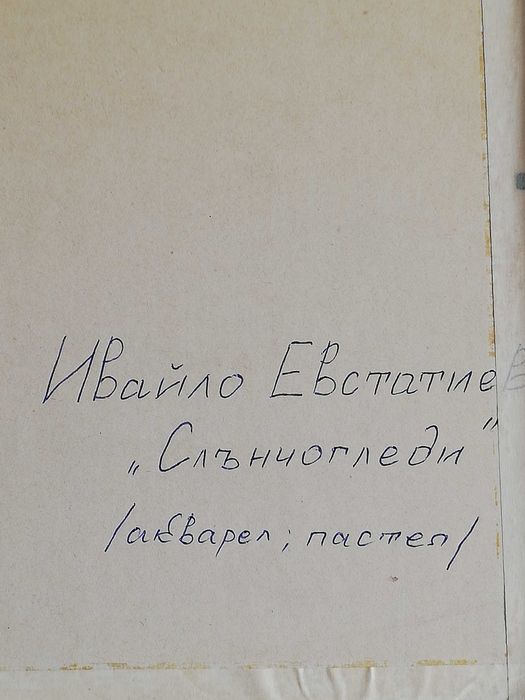 Ивайло Евстатиев
„Слънчогледи“
/акварел; пастел/